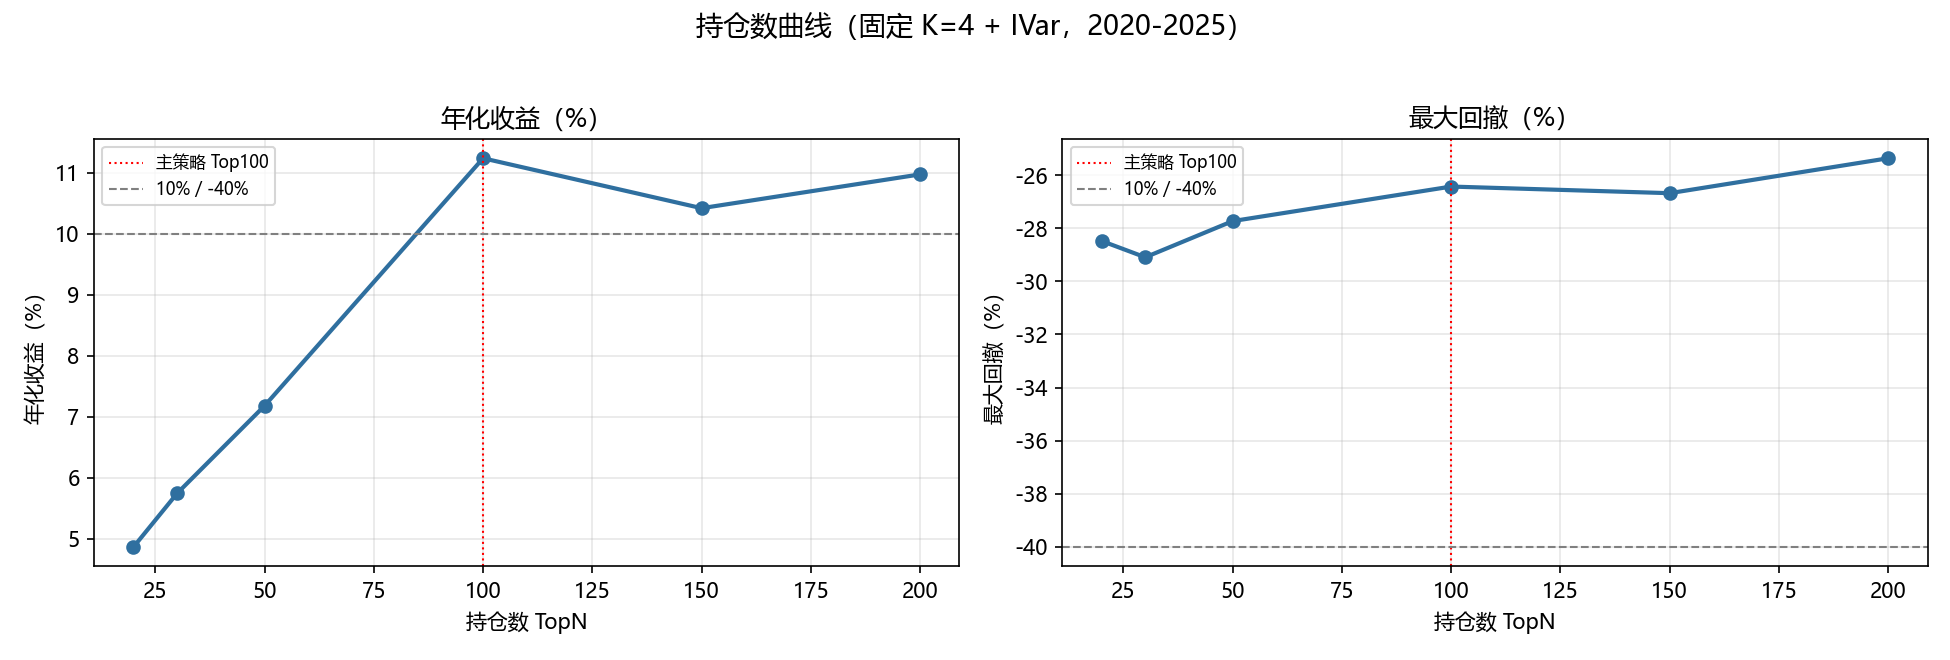 持仓数曲线（固定 K=4 + IVar，2020-2025）
年化收益（%）
主策略 Top100
10% / -40%
年化收益（%）
11
10
9
8
7
6
5
25 50 75 100 125 150 175 200
持仓数 TopN
最大回撤（%）
主策略 Top100
10% / -40%
最大回撤（%）
-26
-28
-30
-32
-34
-36
-38
-40
25 50 75 100 125 150 175 200
持仓数 TopN